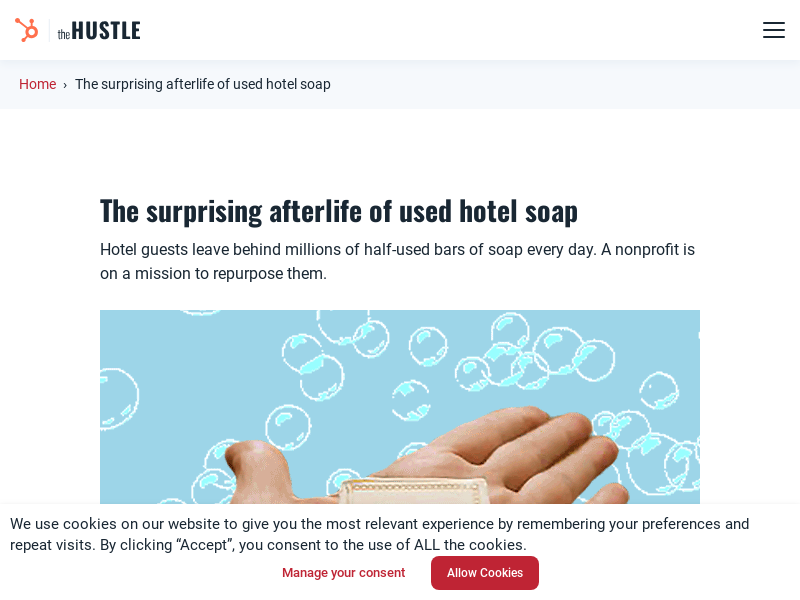 the HUSTLE
Home › The surprising afterlife of used hotel soap
The surprising afterlife of used hotel soap
Hotel guests leave behind millions of half-used bars of soap every day. A nonprofit is
on a mission to repurpose them.
We use cookies on our website to give you the most relevant experience by remembering your preferences and
repeat visits. By clicking “Accept”, you consent to the use of ALL the cookies.
Manage your consent Allow Cookies